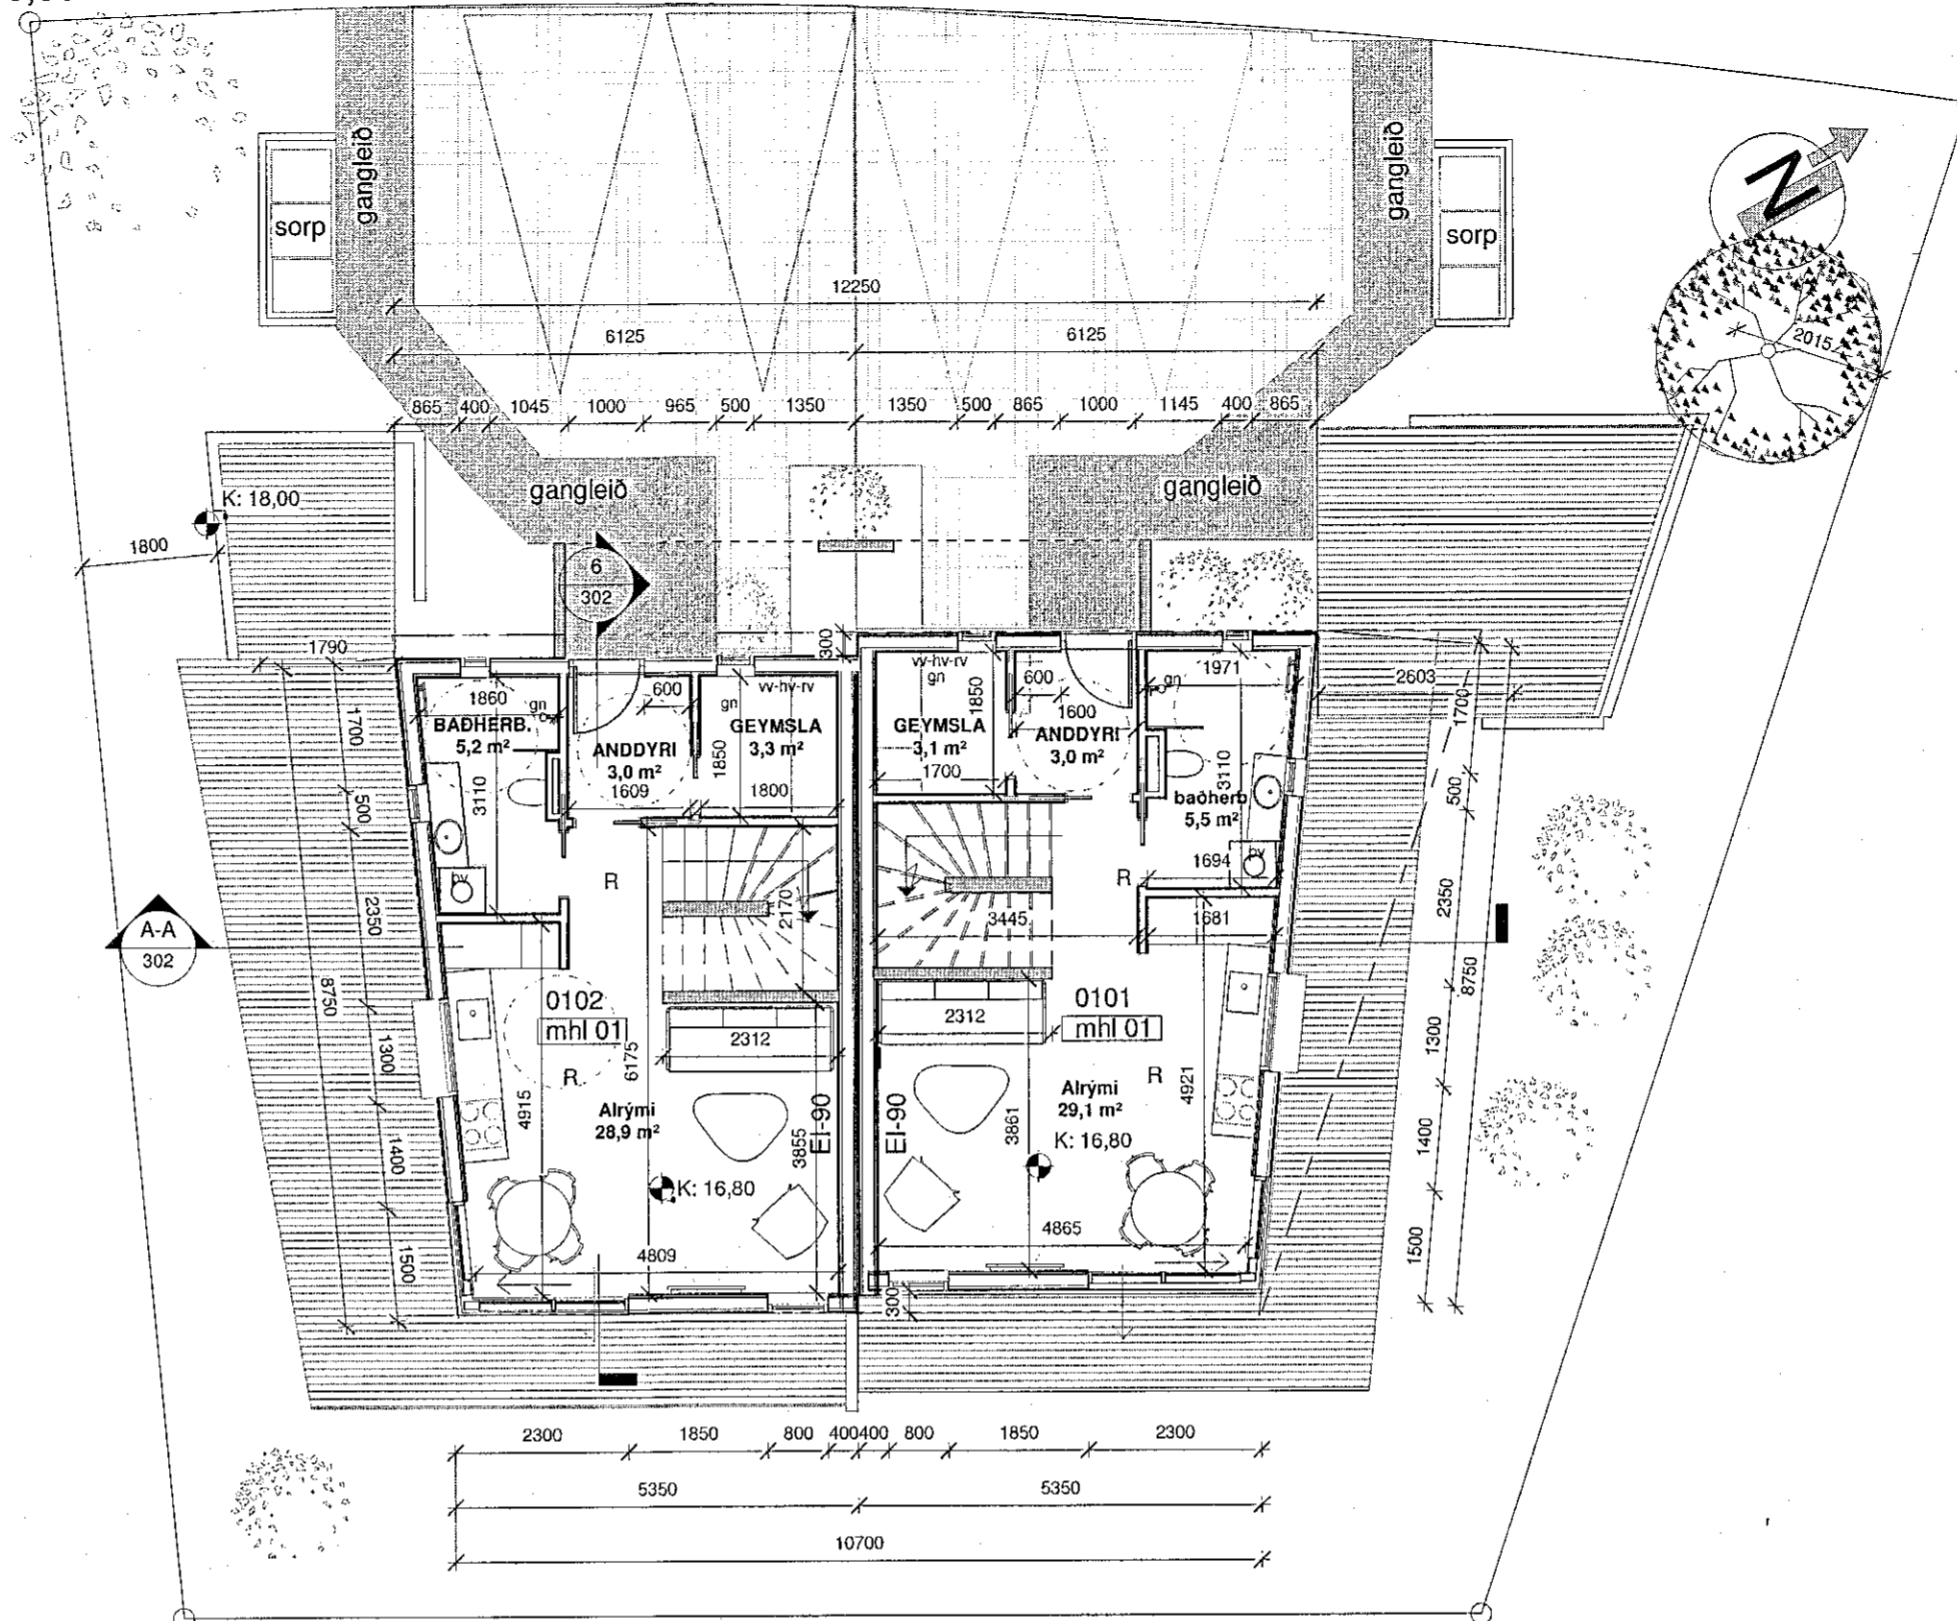 gangleið
gangleið
sorp
sorp
N
2015
12250
6125
6125
865 400 1045 1000 965 500 1350 1350 500 865 1000 1145 400 865
gangleið
gangleið
K: 18,00
1800
6
302
1790
300
2603
1860
gn
600
gn
vv-hv-rv
vv-hv-rv
gn
1850
600
1600
gn
1971
1700
BAÐHERB.
5,2 m²
ANDDYRI
3,0 m²
1609
GEYMSLA
3,3 m²
1850
1800
GEYMSLA
3,1 m²
1700
ANDDYRI
3,0 m²
3110
baðherb
5,5 m²
1700
500
3110
500
2350
bv
R
2170
R
1694
bv
2350
A-A
302
3445
1681
8750
8750
0102
mhl 01
2312
2312
0101
mhl 01
1300
1300
R
6175
R
4915
Alrými
28,9 m²
3855
EI-90
EI-90
3861
Alrými
29,1 m²
4921
K: 16,80
K: 16,80
1400
1400
1500
1500
4809
4865
300
2300 1850 800 400 400 800 1850 2300
5350 5350
10700